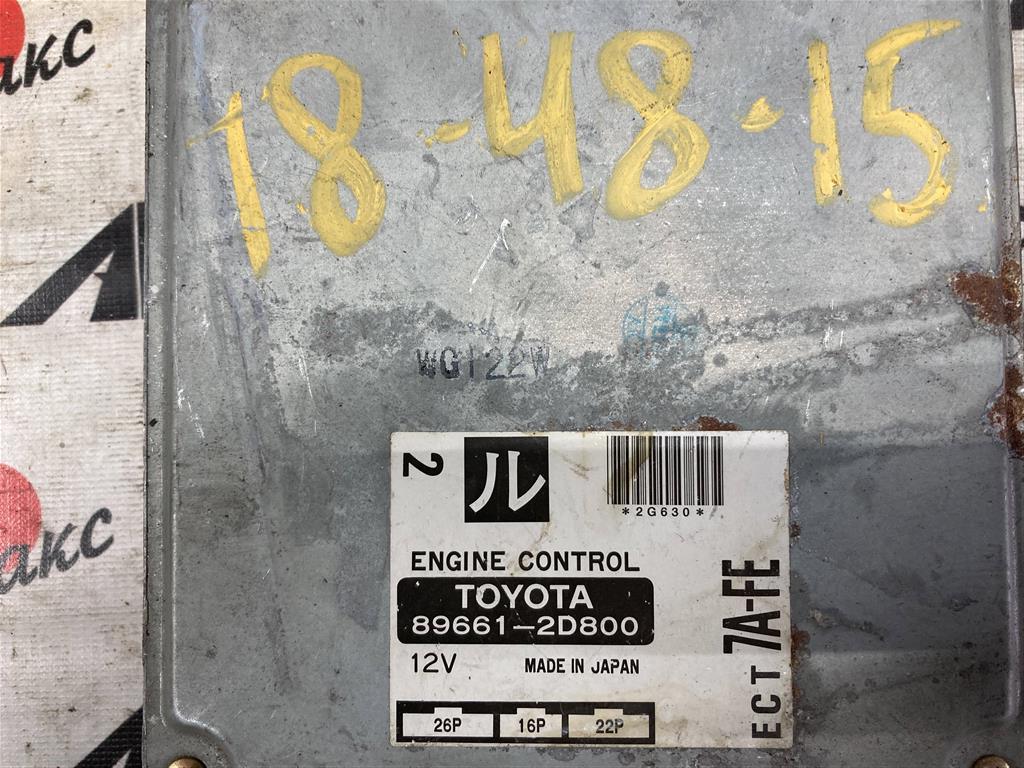 18-48-15
WG122W
2
ル
*2G630*
ENGINE CONTROL
TOYOTA
89661-2D800
12V MADE IN JAPAN
26P 16P 22P
ECT 7A-FE
акс
акс